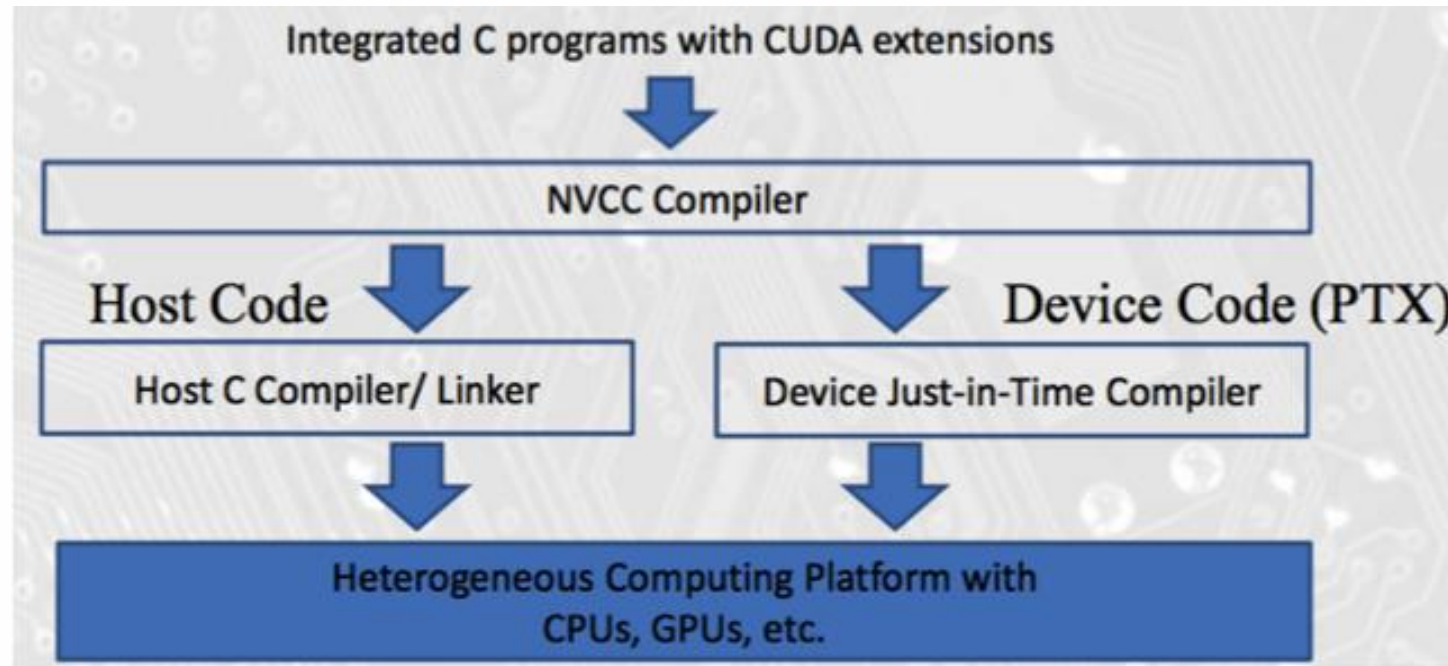 Integrated C programs with CUDA extensions
NVCC Compiler
Host Code
Device Code (PTX)
Host C Compiler/ Linker
Device Just-in-Time Compiler
Heterogeneous Computing Platform with
CPUs, GPUs, etc.